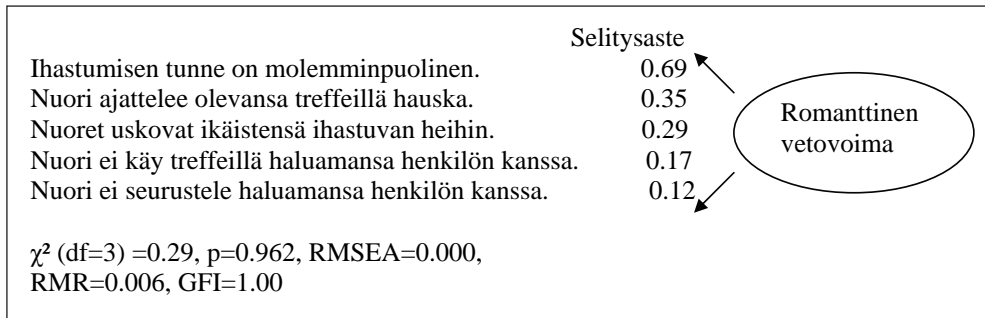 Selitysaste
Ihastumisen tunne on molemminpuolinen. 0.69
Nuori ajattelee olevansa treffeillä hauska. 0.35
Nuoret uskovat ikäistensä ihastuvan heihin. 0.29
Nuori ei käy treffeillä haluamansa henkilön kanssa. 0.17
Nuori ei seurustele haluamansa henkilön kanssa. 0.12
Romanttinen
vetovoima
χ² (df=3) =0.29, p=0.962, RMSEA=0.000,
RMR=0.006, GFI=1.00